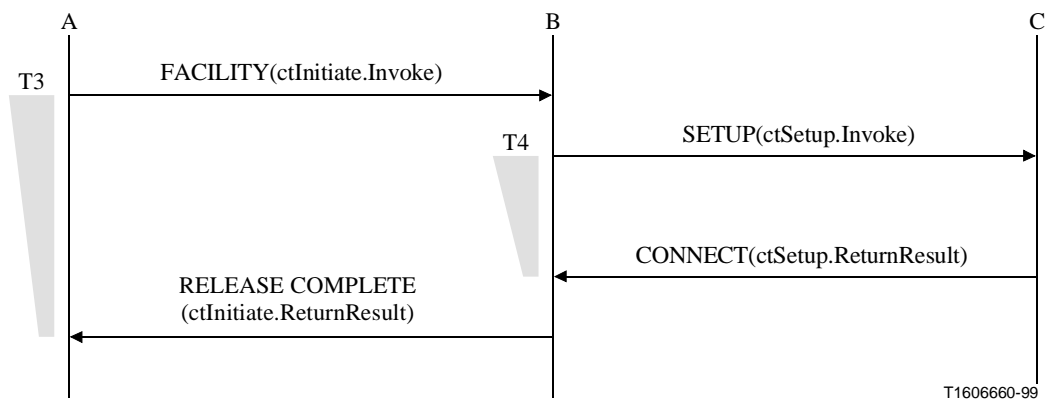 A B C
T3
FACILITY(ctInitiate.Invoke)
T4
SETUP(ctSetup.Invoke)
CONNECT(ctSetup.ReturnResult)
RELEASE COMPLETE
(ctInitiate.ReturnResult)
T1606660-99